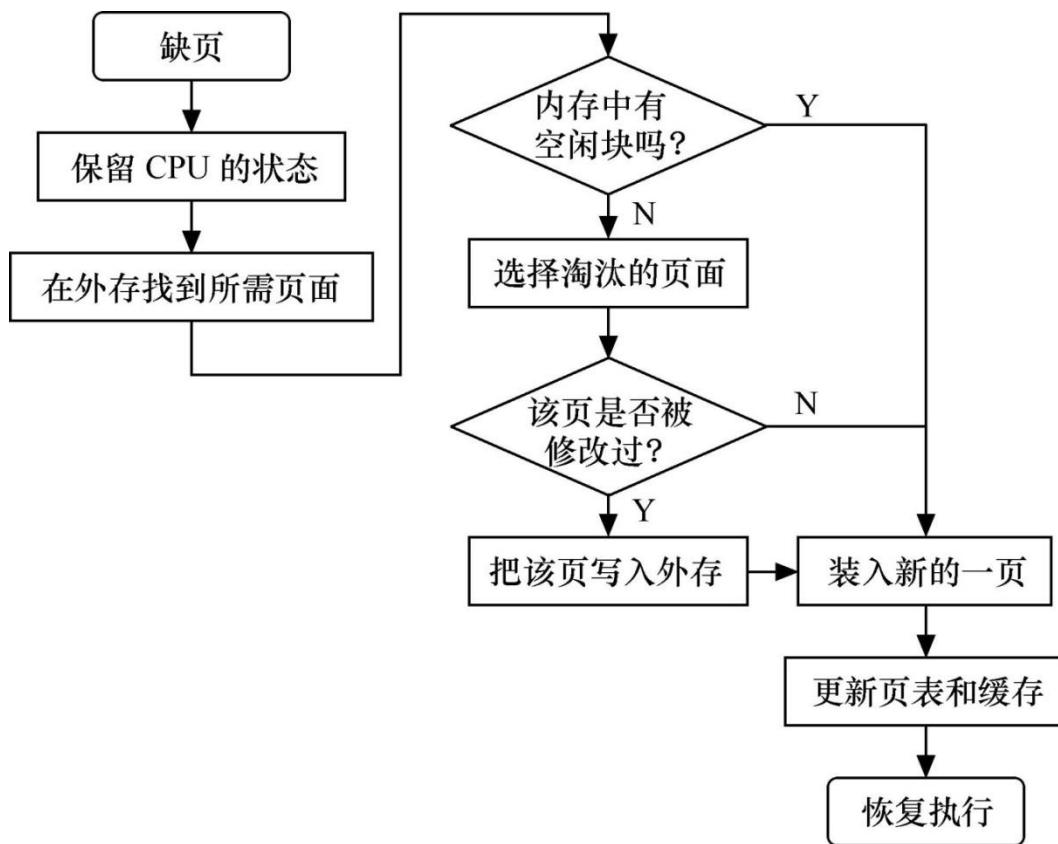 缺页
保留 CPU 的状态
在外存找到所需页面
内存中有
空闲块吗?
Y
N
选择淘汰的页面
该页是否被
修改过?
N
Y
把该页写入外存
装入新的一页
更新页表和缓存
恢复执行